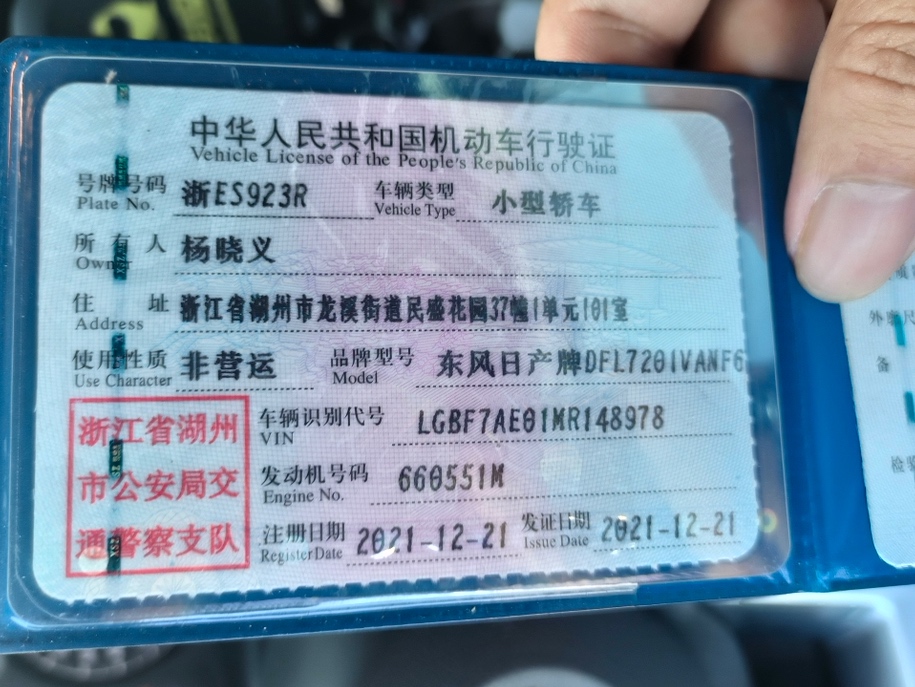 中华人民共和国机动车行驶证
Vehicle License of the People's Republic of China
号牌号码 浙ES923R 车辆类型 小型轿车
Plate No. Vehicle Type
所有人 杨晓义
Owner
住址 浙江省湖州市龙溪街道民盛花园37幢1单元101室
Address
使用性质 非营运 品牌型号 东风日产牌DFL7201VANF6
Use Character Model
浙江省湖州
市公安局交
通警察支队
车辆识别代号 LGBF7AE01MR148978
VIN
发动机号码 660551M
Engine No.
注册日期 2021-12-21 发证日期 2021-12-21
Register Date Issue Date
外廓尺
备
检验